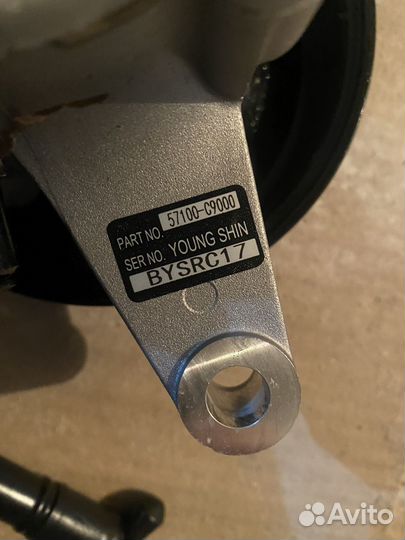 PART NO. 57100-C9000
SER NO. YOUNG SHIN
BYSRC17
Avito